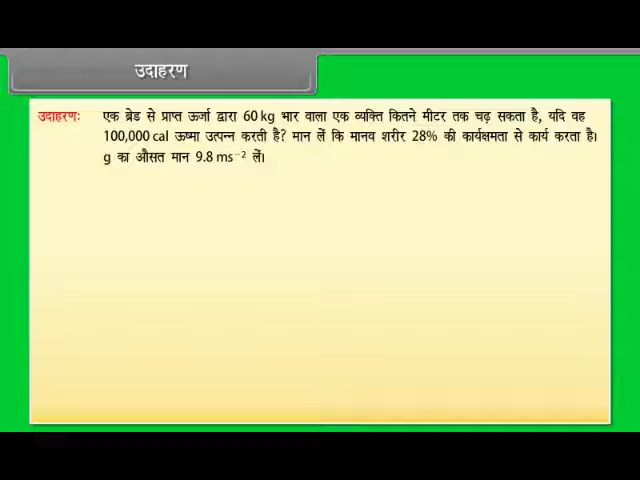 उदाहरण
उदाहरण: एक ब्रेड से प्राप्त ऊर्जा द्वारा 60 kg भार वाला एक व्यक्ति कितने मीटर तक चढ़ सकता है, यदि वह
100,000 cal ऊष्मा उत्पन्न करती है? मान लें कि मानव शरीर 28% की कार्यक्षमता से कार्य करता है।
g का औसत मान 9.8 ms⁻² लें।